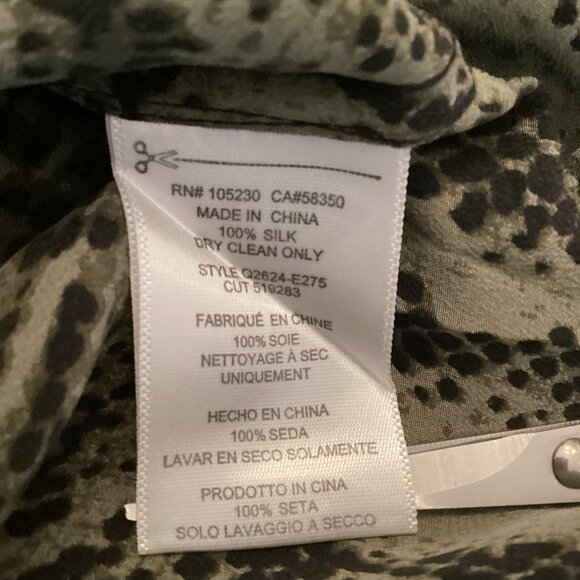 RN# 105230 CA#58350
MADE IN CHINA
100% SILK
DRY CLEAN ONLY
STYLE Q2624-E275
CUT 519283
FABRIQUÉ EN CHINE
100% SOIE
NETTOYAGE À SEC
UNIQUEMENT
HECHO EN CHINA
100% SEDA
LAVAR EN SECO SOLAMENTE
PRODOTTO IN CINA
100% SETA
SOLO LAVAGGIO A SECCO